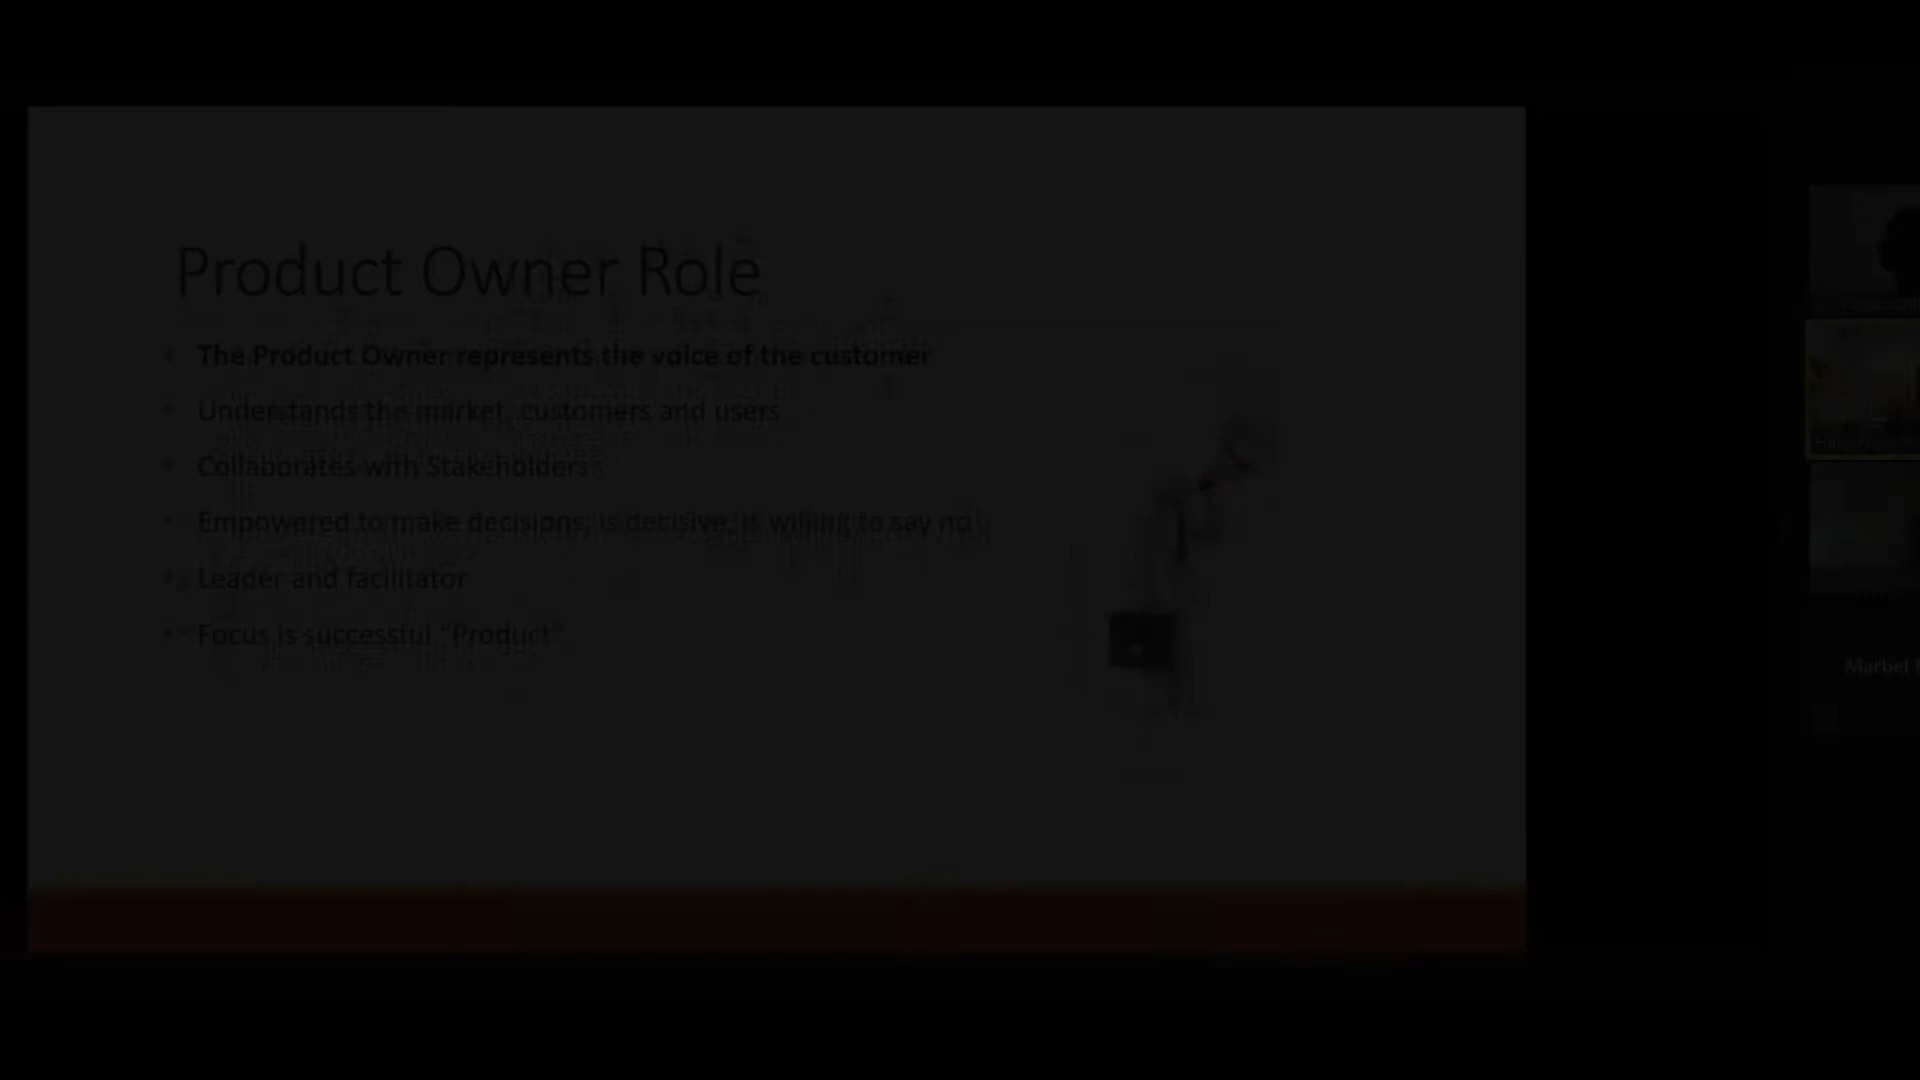 Product Owner Role
The Product Owner represents the voice of the customer
Understands the market, customers and users
Collaborates with Stakeholders
Empowered to make decisions, is decisive, is willing to say no
Leader and facilitator
Focus is successful "Product"
Marbel